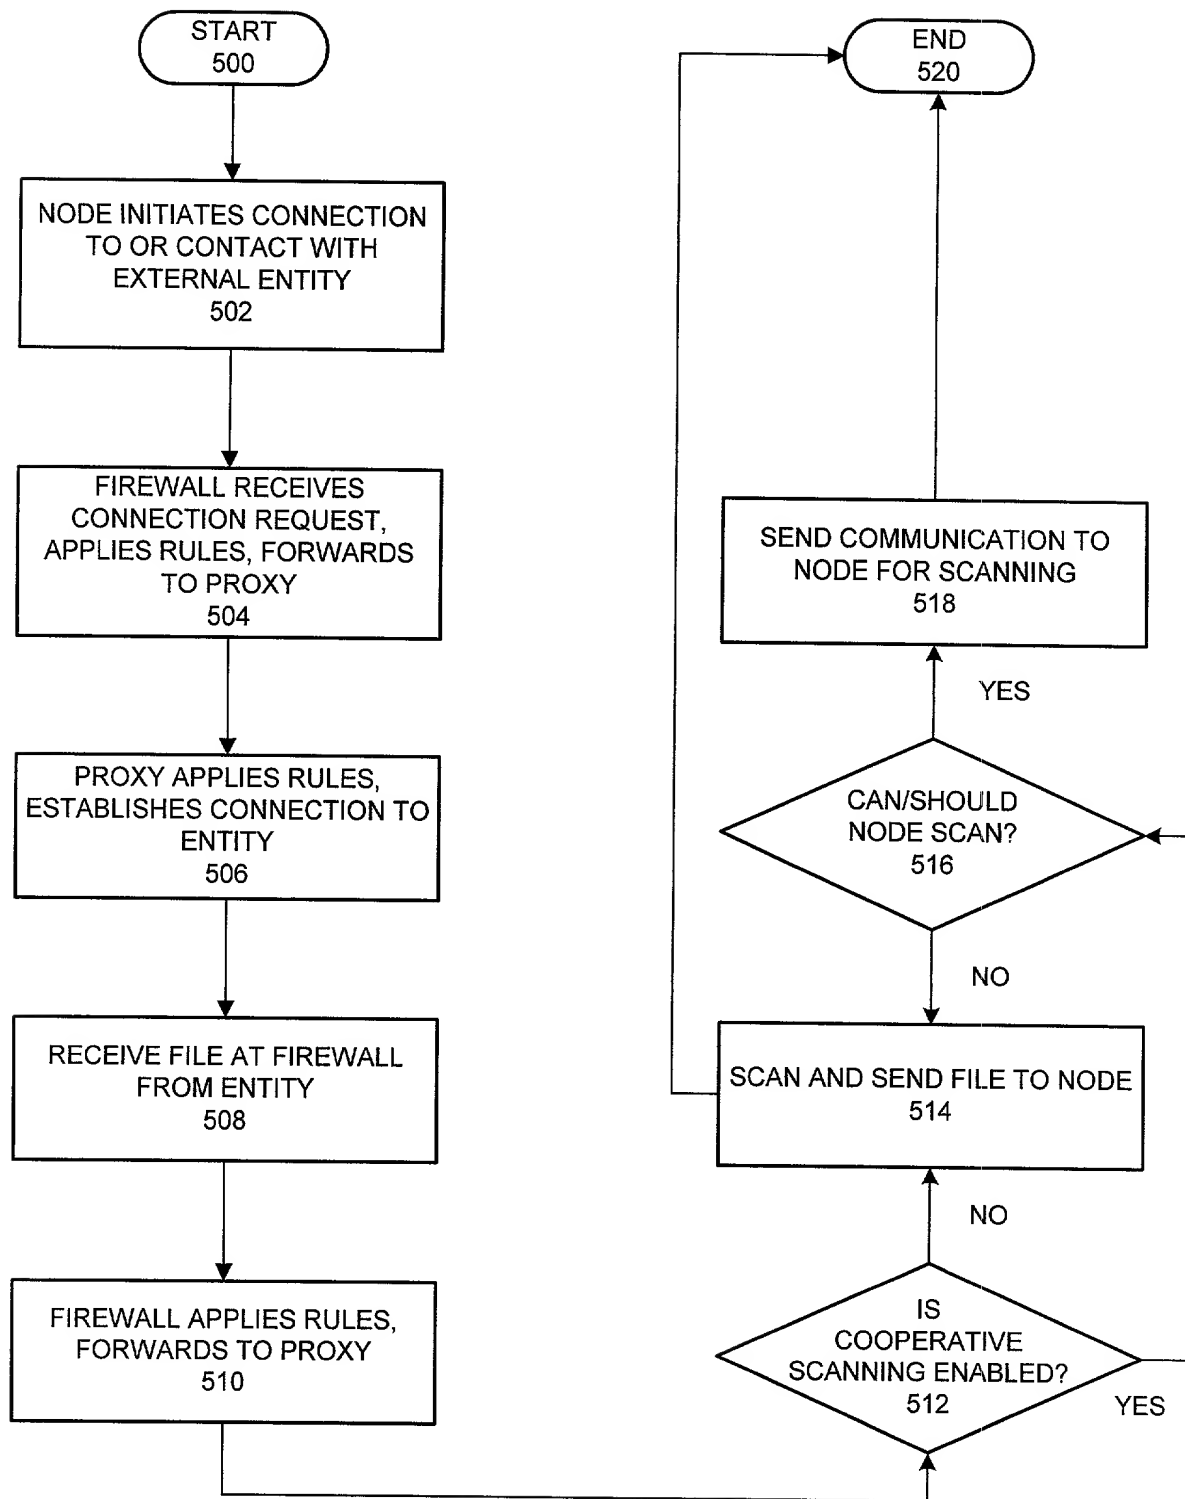 START
500
NODE INITIATES CONNECTION
TO OR CONTACT WITH
EXTERNAL ENTITY
502
FIREWALL RECEIVES
CONNECTION REQUEST,
APPLIES RULES, FORWARDS
TO PROXY
504
PROXY APPLIES RULES,
ESTABLISHES CONNECTION TO
ENTITY
506
RECEIVE FILE AT FIREWALL
FROM ENTITY
508
FIREWALL APPLIES RULES,
FORWARDS TO PROXY
510
END
520
SEND COMMUNICATION TO
NODE FOR SCANNING
518
YES
CAN/SHOULD
NODE SCAN?
516
NO
SCAN AND SEND FILE TO NODE
514
NO
IS
COOPERATIVE
SCANNING ENABLED?
512
YES